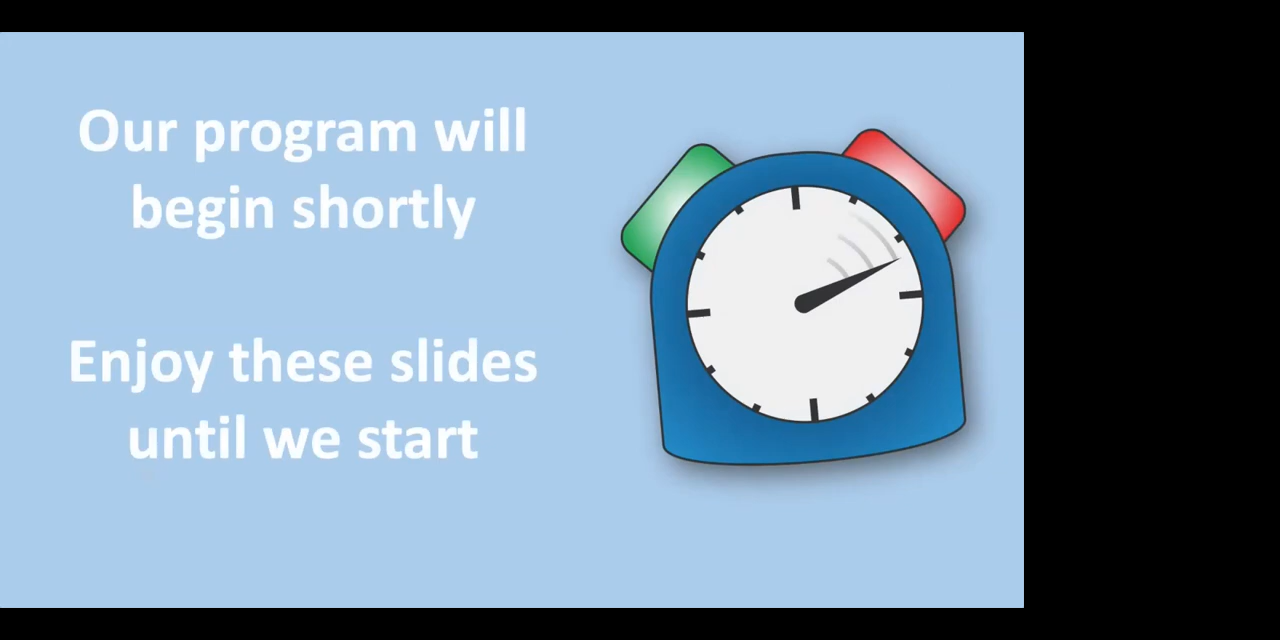 Our program will
begin shortly
Enjoy these slides
until we start